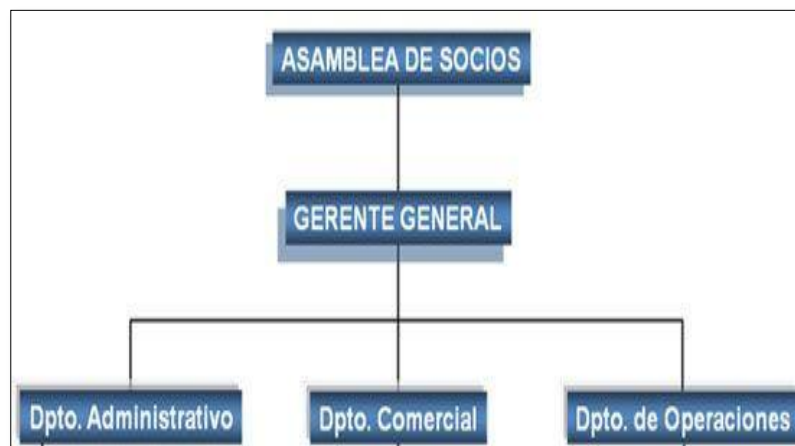 ASAMBLEA DE SOCIOS
GERENTE GENERAL
Dpto. Administrativo
Dpto. Comercial
Dpto. de Operaciones